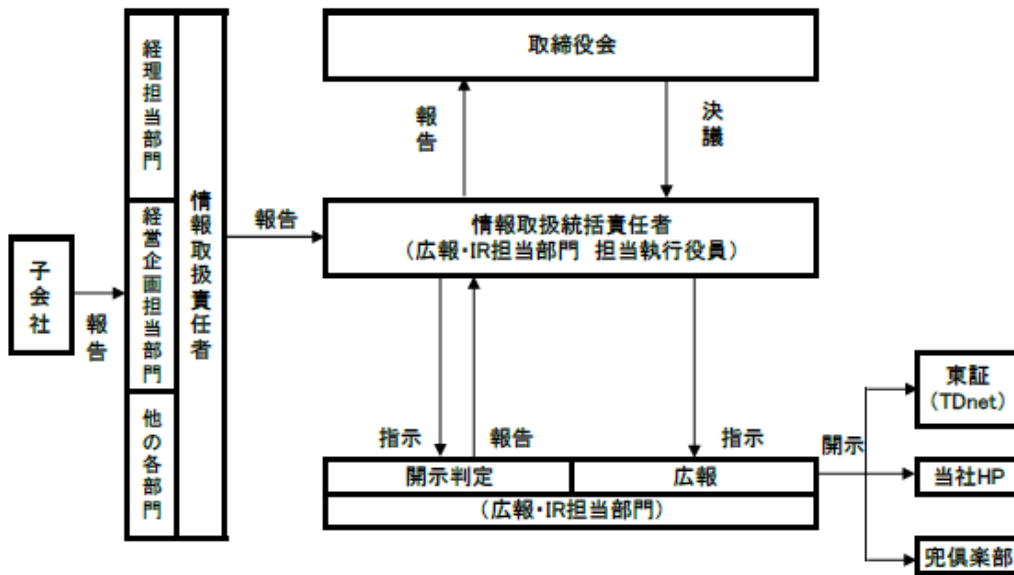 取締役会
報告
決議
経理担当部門
経営企画担当部門
他の各部門
情報取扱責任者
子会社
報告
報告
情報取扱統括責任者
（広報・IR担当部門　担当執行役員）
指示
報告
指示
開示判定
広報
（広報・IR担当部門）
開示
東証
（TDnet）
当社HP
兜倶楽部